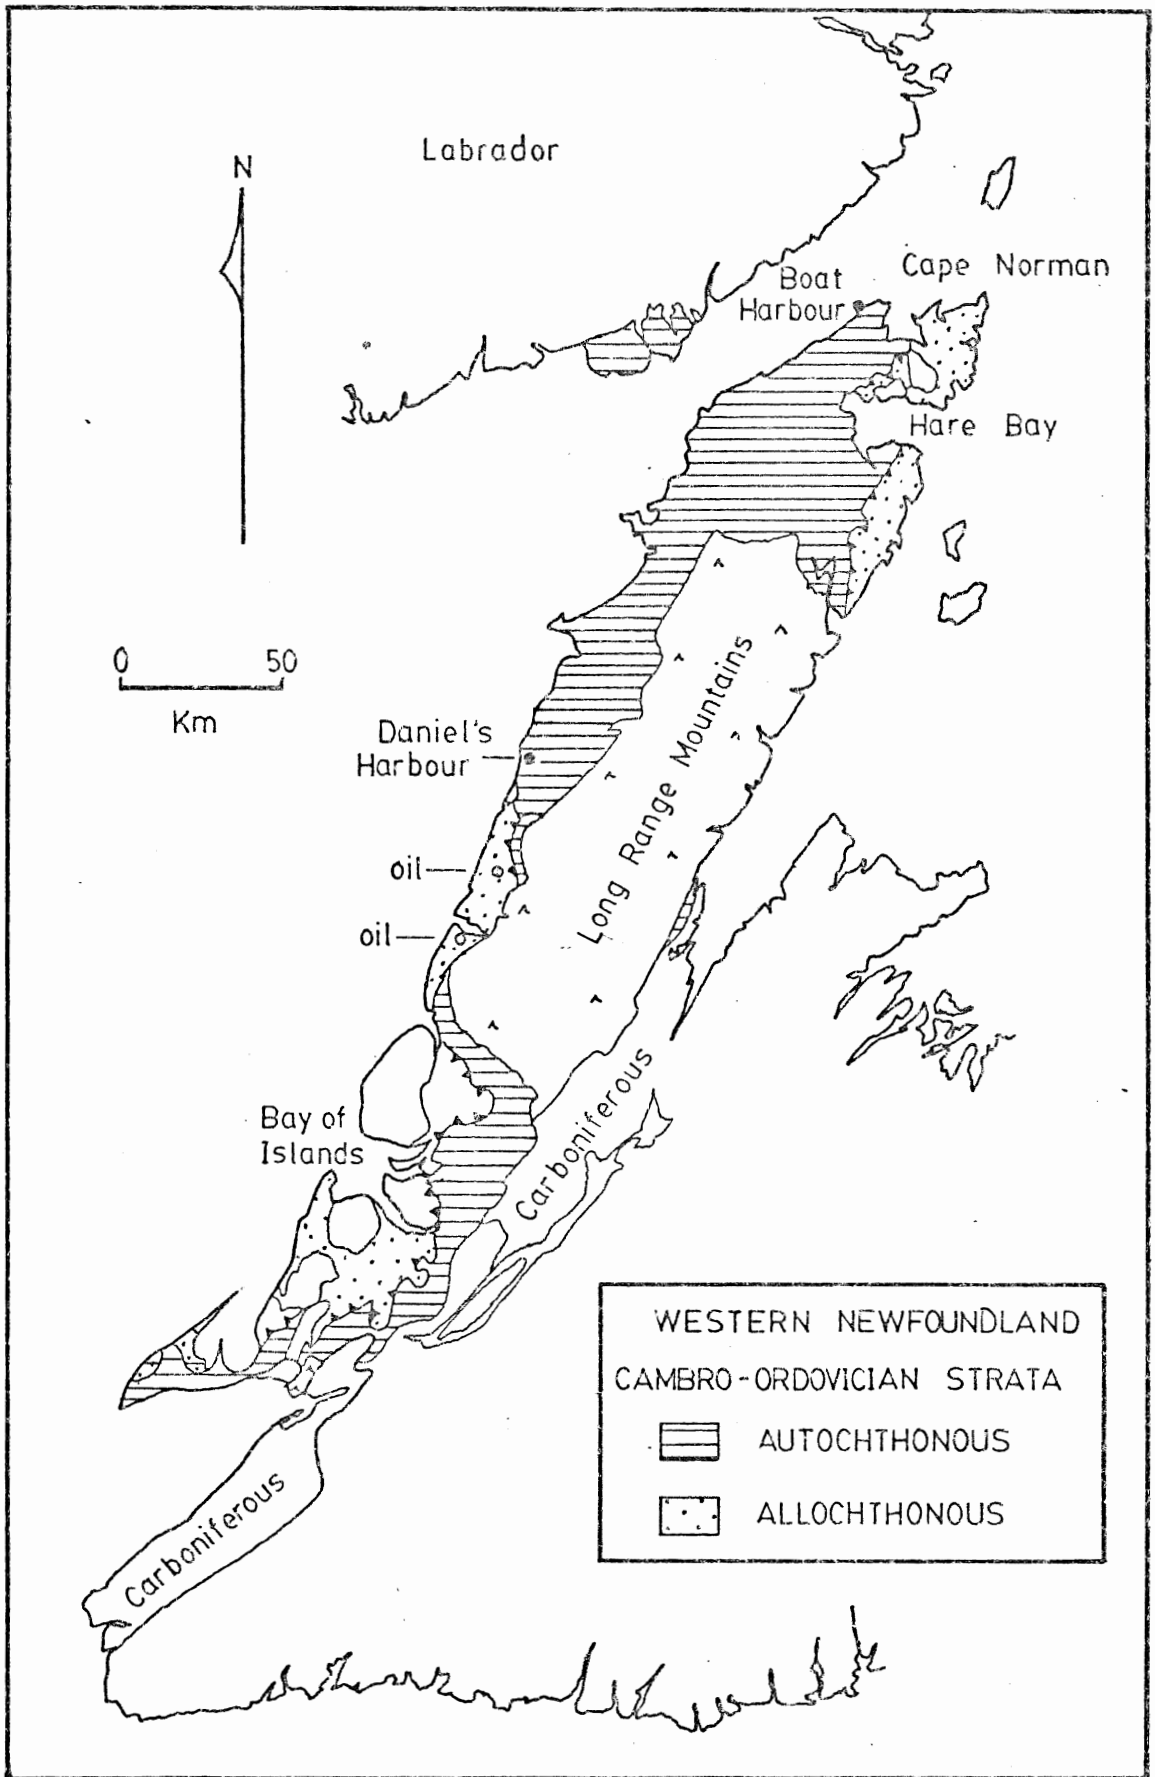 Labrador
N
Cape Norman
Boat
Harbour
Hare Bay
0 50
Km
Long Range Mountains
Daniel's
Harbour
oil
oil
Carboniferous
Bay of
Islands
WESTERN NEWFOUNDLAND
CAMBRO-ORDOVICIAN STRATA
AUTOCHTHONOUS
ALLOCHTHONOUS
Carboniferous